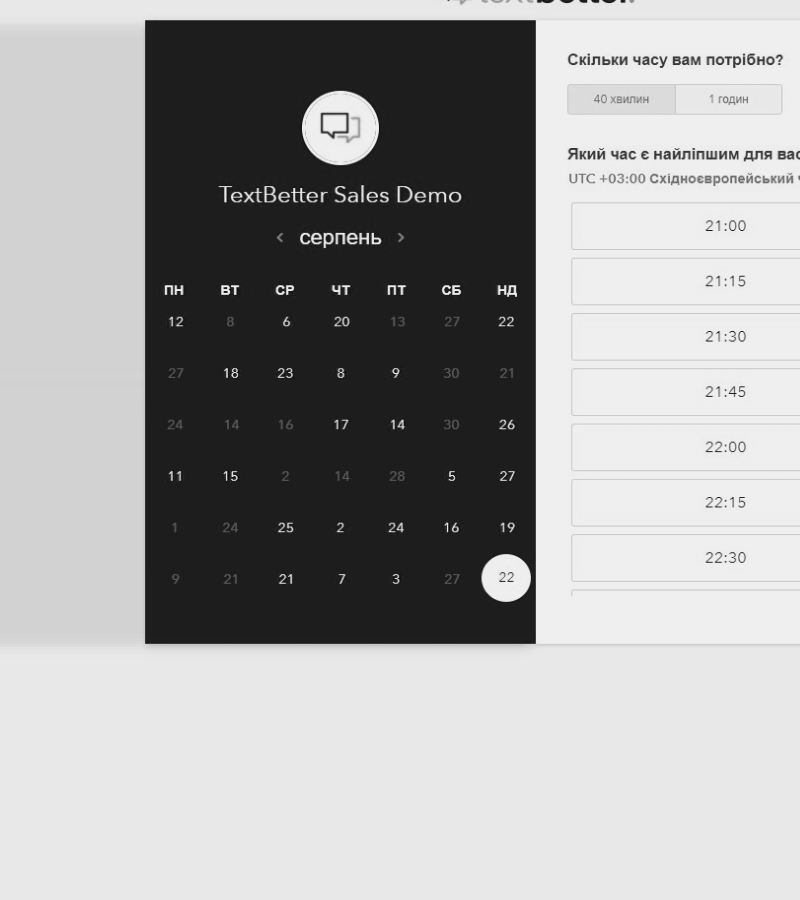 textbetter.
TextBetter Sales Demo
< серпень >
ПН ВТ СР ЧТ ПТ СБ НД
12 8 6 20 13 27 22
27 18 23 8 9 30 21
24 14 16 17 14 30 26
11 15 2 14 28 5 27
1 24 25 2 24 16 19
9 21 21 7 3 27 22
Скільки часу вам потрібно?
40 хвилин 1 годин
Який час є найліпшим для вас
UTC +03:00 Східноєвропейський
21:00
21:15
21:30
21:45
22:00
22:15
22:30